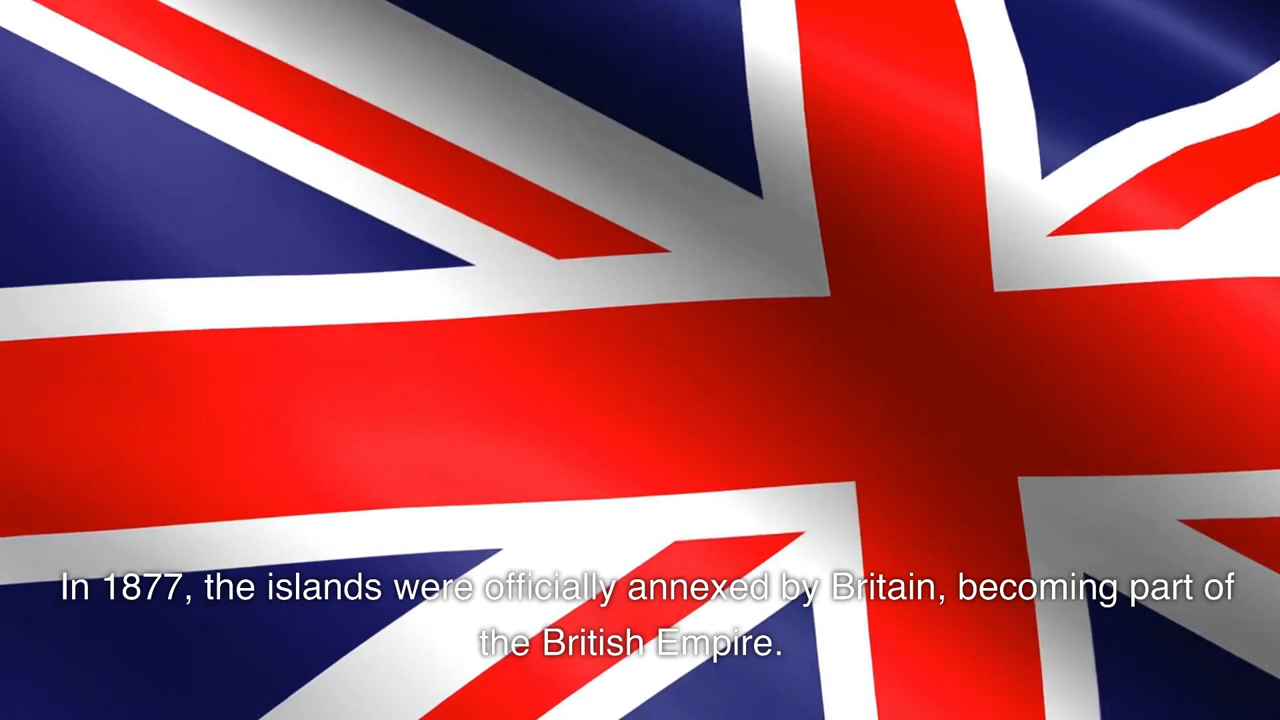 In 1877, the islands were officially annexed by Britain, becoming part of
the British Empire.